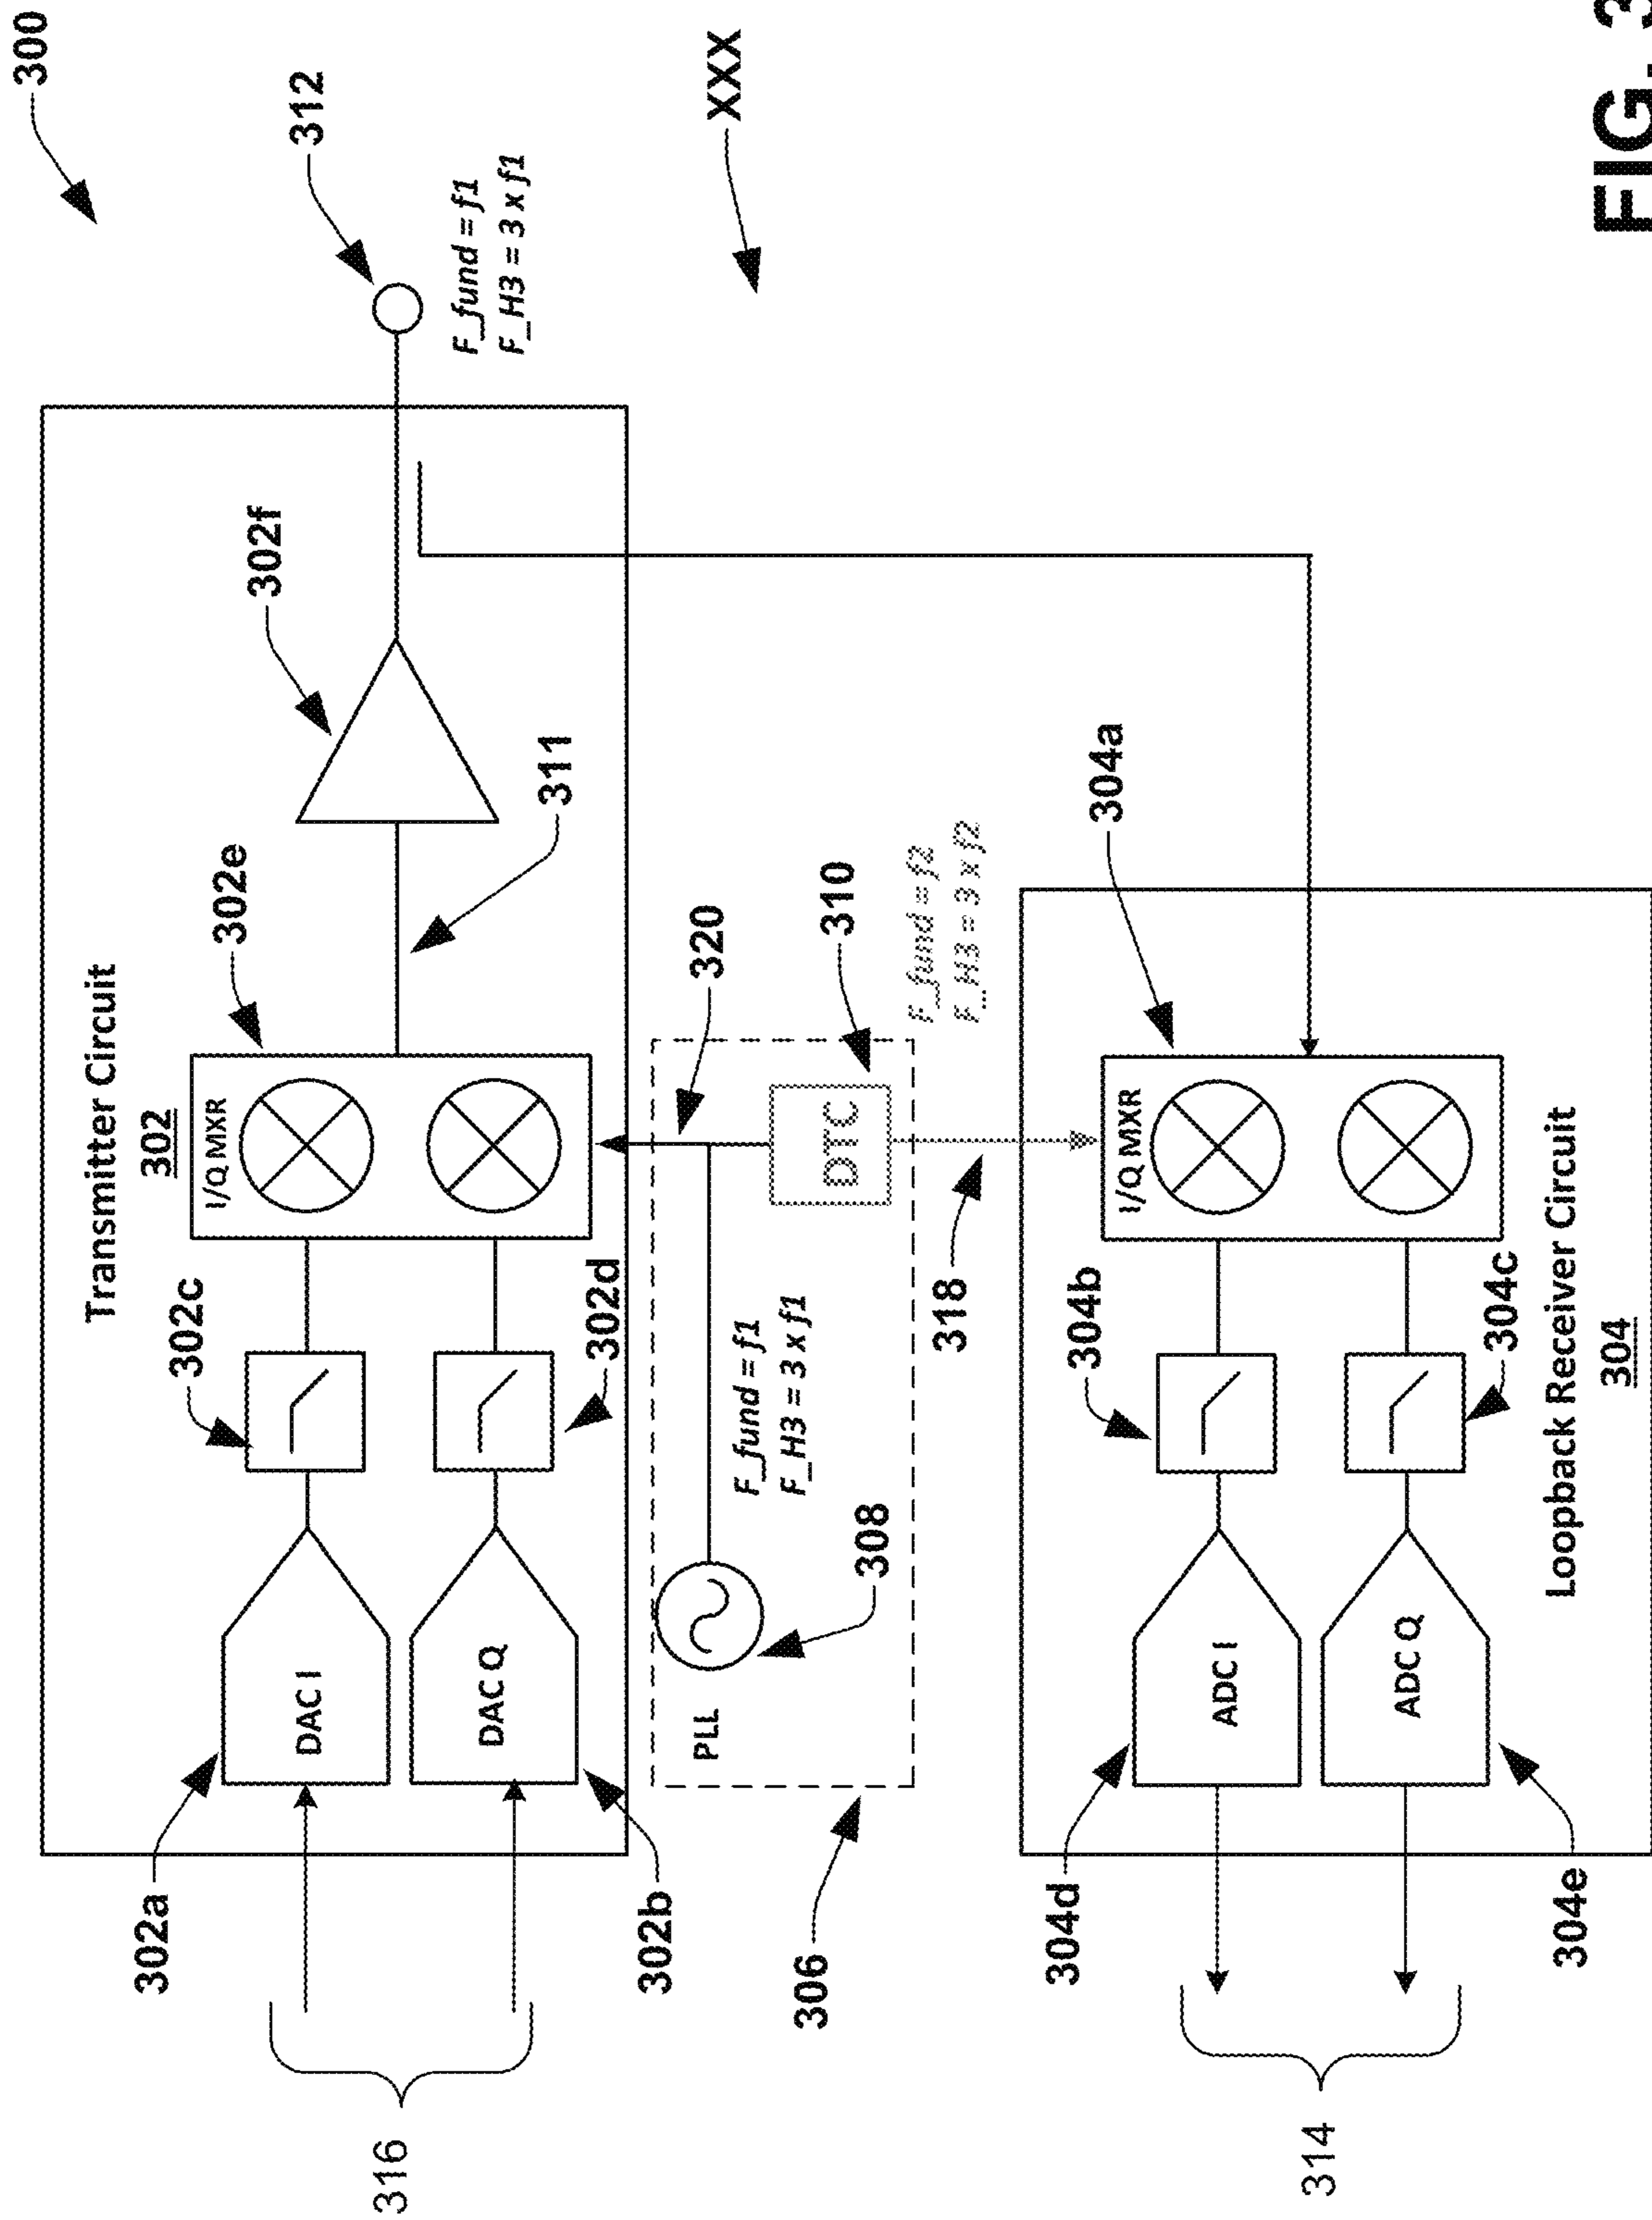 300
312
F_fund = f1
F_H3 = 3 x f1
XXX
302f
311
Transmitter Circuit
302
302e
I/Q MXR
302c
302d
DAC I
DAC Q
302a
302b
316
320
310
DTC
F_fund = f2
F_H3 = 3 x f2
318
F_fund = f1
F_H3 = 3 x f1
308
PLL
306
304a
I/Q MXR
304b
304c
ADC I
ADC Q
304d
304e
314
Loopback Receiver Circuit
304
FIG. 3